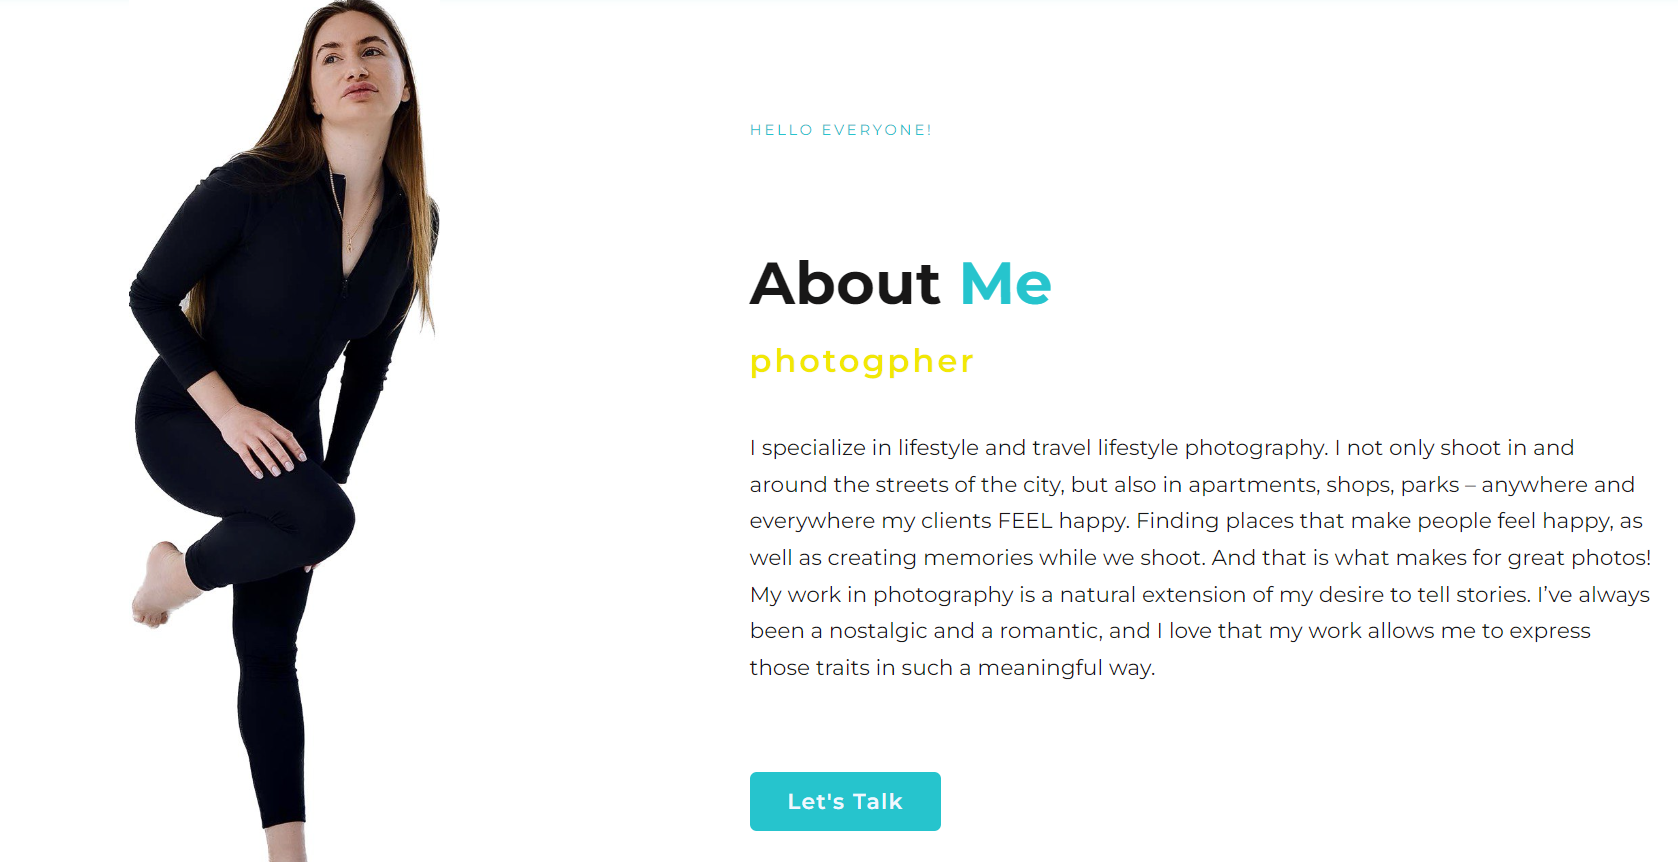 HELLO EVERYONE!
About Me
photogpher
I specialize in lifestyle and travel lifestyle photography. I not only shoot in and
around the streets of the city, but also in apartments, shops, parks – anywhere and
everywhere my clients FEEL happy. Finding places that make people feel happy, as
well as creating memories while we shoot. And that is what makes for great photos!
My work in photography is a natural extension of my desire to tell stories. I’ve always
been a nostalgic and a romantic, and I love that my work allows me to express
those traits in such a meaningful way.
Let's Talk